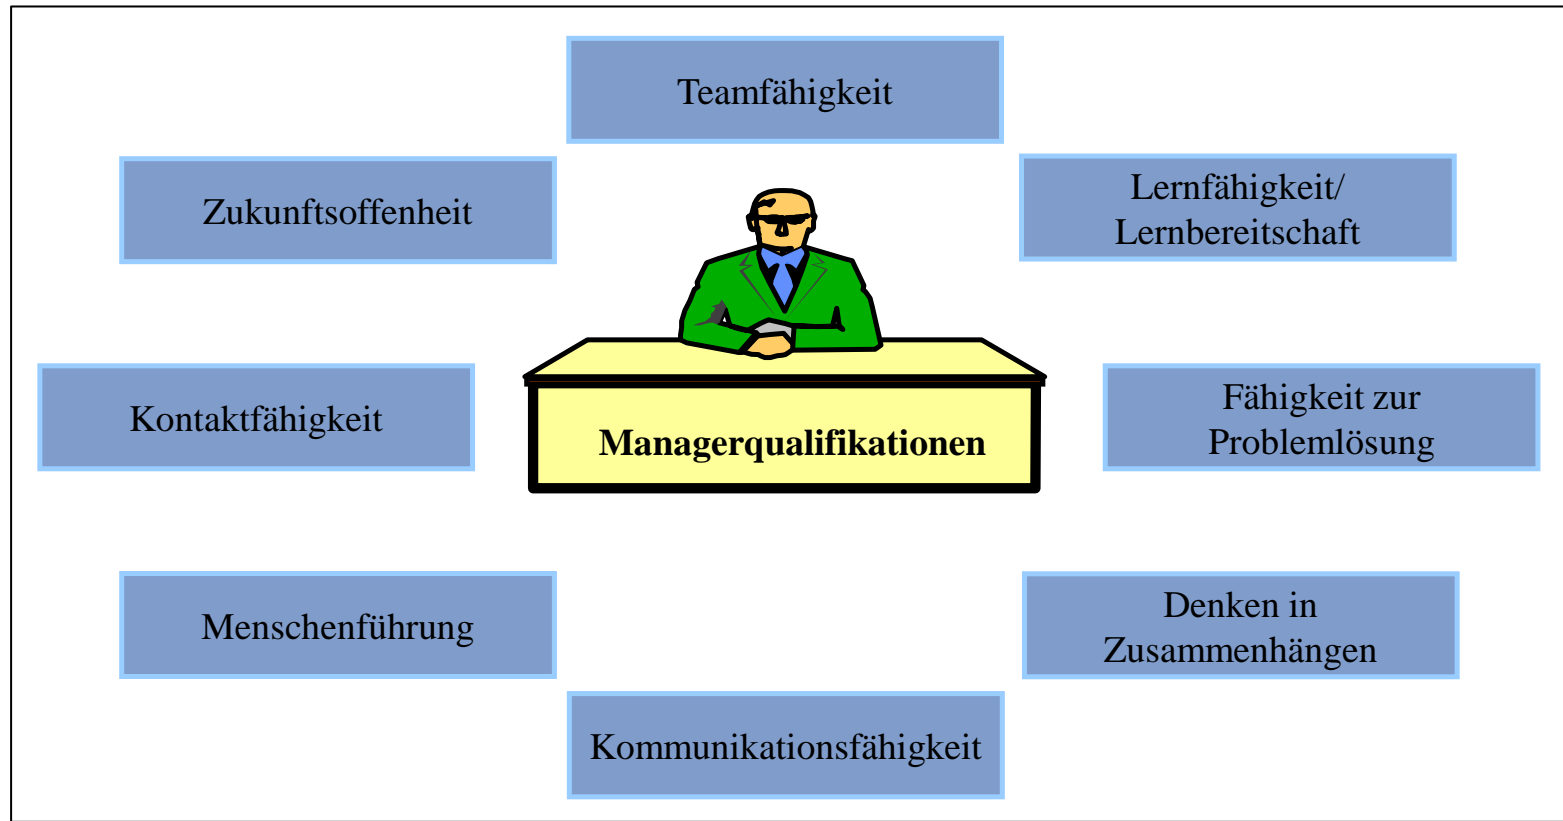 Teamfähigkeit
Zukunftsoffenheit
Lernfähigkeit/
Lernbereitschaft
Kontaktfähigkeit
Managerqualifikationen
Fähigkeit zur
Problemlösung
Menschenführung
Denken in
Zusammenhängen
Kommunikationsfähigkeit